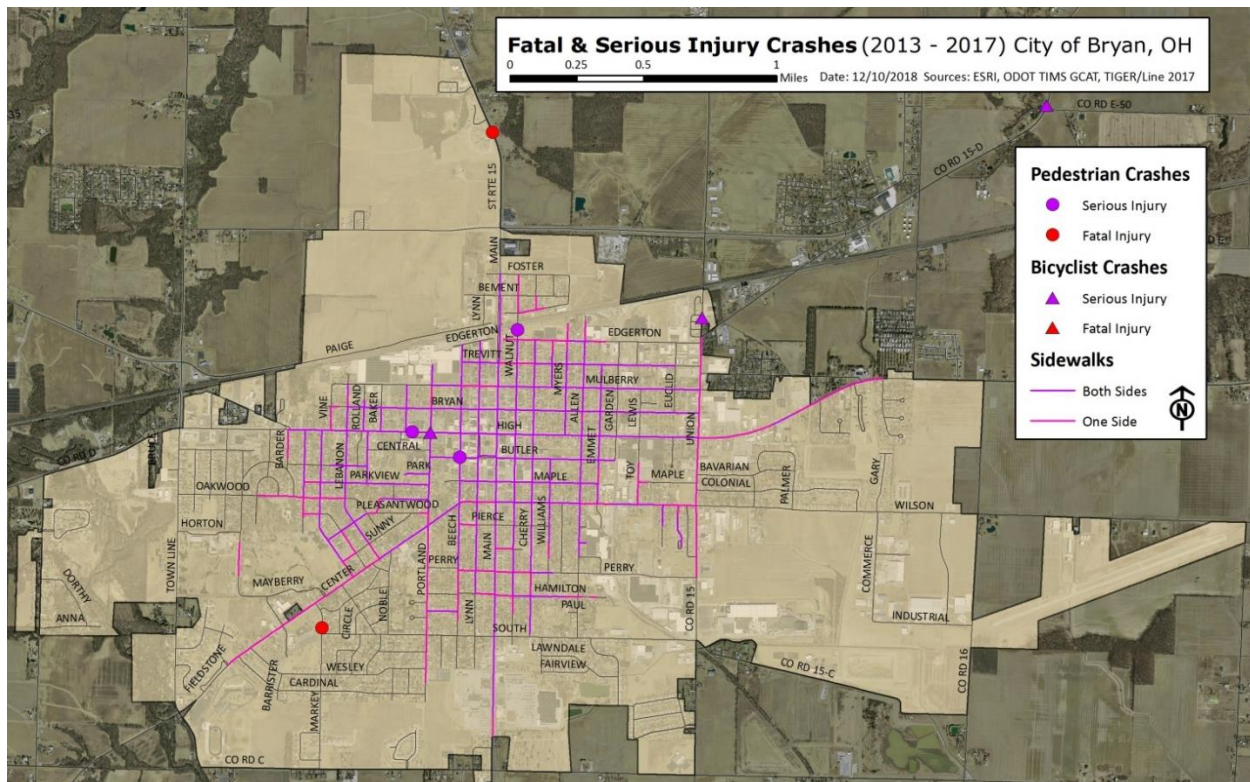 Fatal & Serious Injury Crashes (2013 - 2017) City of Bryan, OH
0 0.25 0.5 1
Miles Date: 12/10/2018 Sources: ESRI, ODOT TIMS GCAT, TIGER/Line 2017
CO RD E-50
CO RD 15-D
Pedestrian Crashes
Serious Injury
Fatal Injury
Bicyclist Crashes
Serious Injury
Fatal Injury
Sidewalks
Both Sides
One Side
N
ST RTE 15
MAIN
FOSTER
BEMENT
LYNN
EDGERTON
EDGERTON
PAIGE
WALNUT
TREVITT
MYERS
MULBERRY
EUCLID
ROLLAND
BAKER
VINE
BRYAN
ALLEN
GARDEN
LEWIS
HIGH
UNION
CO RD D
BARDER
CENTRAL
BUTLER
EMMET
LEBANON
PARK
PARKVIEW
MAPLE
TOY
MAPLE
BAVARIAN
COLONIAL
PALMER
GARY
OAKWOOD
PLEASANTWOOD
WILSON
HORTON
SUNNY
BEECH
PIERCE
MAIN
CHERRY
WILLIAMS
TOWN LINE
PORTLAND
PERRY
PERRY
COMMERCE
MAYBERRY
CENTER
DORTHY
HAMILTON
PAUL
ANNA
CIRCLE
NOBLE
LYNN
SOUTH
CO RD 15
INDUSTRIAL
LAWNDALE
FAIRVIEW
FIELDSTONE
BARRISTER
WESLEY
CARDINAL
MARKEY
CO RD 15-C
CO RD 16
CO RD C